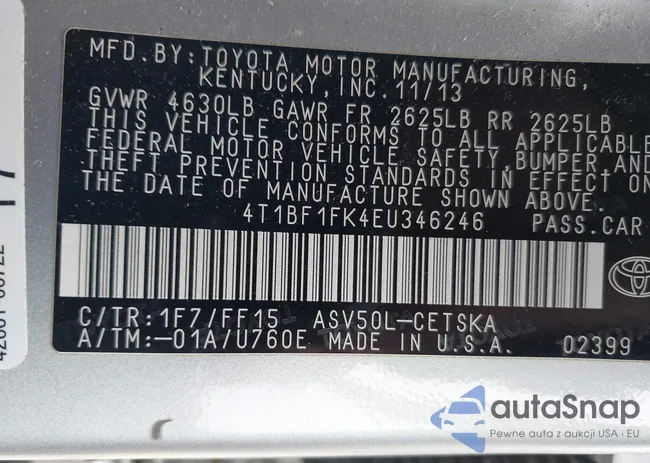 MFD.BY:TOYOTA MOTOR MANUFACTURING,
KENTUCKY,INC.11/13
GVWR 4630LB GAWR FR 2625LB RR 2625LB
THIS VEHICLE CONFORMS TO ALL APPLICABLE
FEDERAL MOTOR VEHICLE SAFETY,BUMPER AND
THEFT PREVENTION STANDARDS IN EFFECT ON
THE DATE OF MANUFACTURE SHOWN ABOVE.
4T1BF1FK4EU346246 PASS.CAR
C/TR:1F7/FF15 ASV50L-CETSKA
A/TM:-01A/U760E MADE IN U.S.A. 02399
autaSnap
Pewne auta z aukcji USA i EU